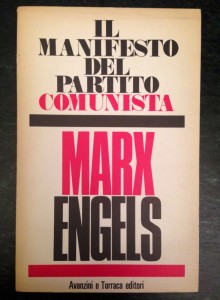 IL
MANIFESTO
DEL
PARTITO
COMUNISTA
MARX
ENGELS
Avanzini e Torraca editori